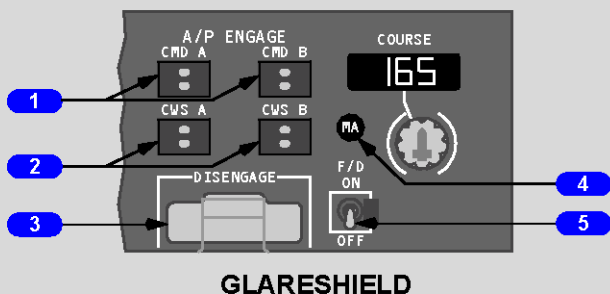 A/P ENGAGE
CMD A
CMD B
COURSE
165
1
CWS A
CWS B
MA
2
F/D
ON
DISENGAGE
4
3
5
OFF
GLARESHIELD